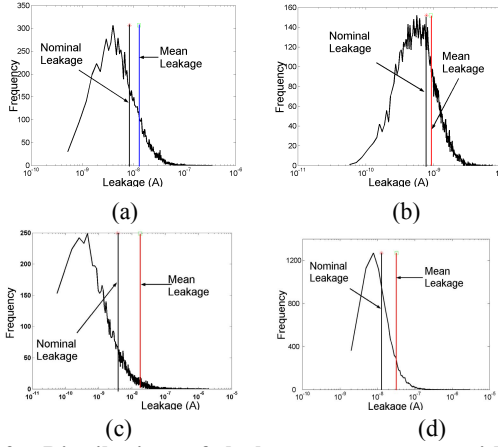 350
300
250
200
150
100
50
0
Frequency
Nominal Leakage
Mean Leakage
10-10 10-9 10-8 10-7 10-6
Leakage (A)
(a)
160
140
120
100
80
60
40
20
0
Frequency
Nominal Leakage
Mean Leakage
10-11 10-10 10-9 10-8
Leakage (A)
(b)
250
200
150
100
50
0
Frequency
Nominal Leakage
Mean Leakage
10-11 10-10 10-9 10-8 10-7 10-6 10-5
Leakage (A)
(c)
1200
800
400
0
Frequency
Nominal Leakage
Mean Leakage
10-9 10-8 10-7 10-6 10-5
Leakage (A)
(d)